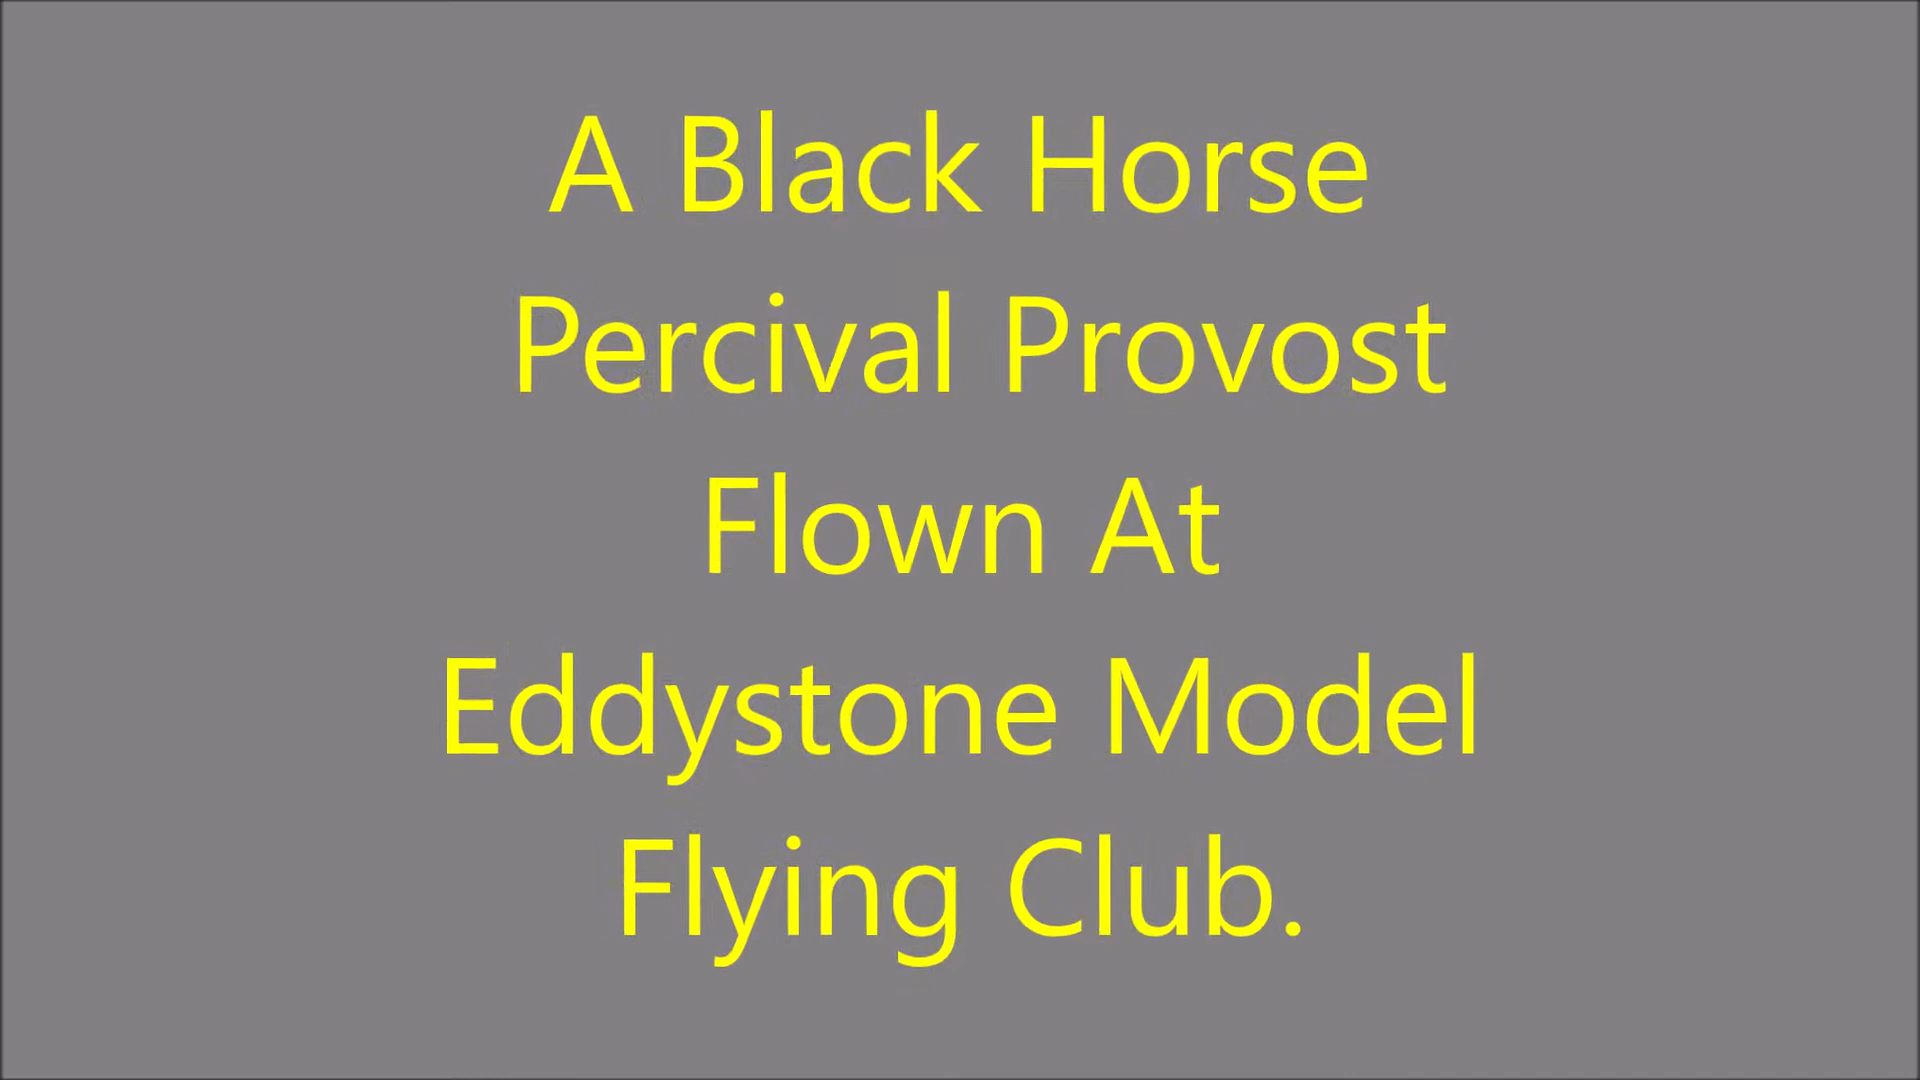 A Black Horse
Percival Provost
Flown At
Eddystone Model
Flying Club.